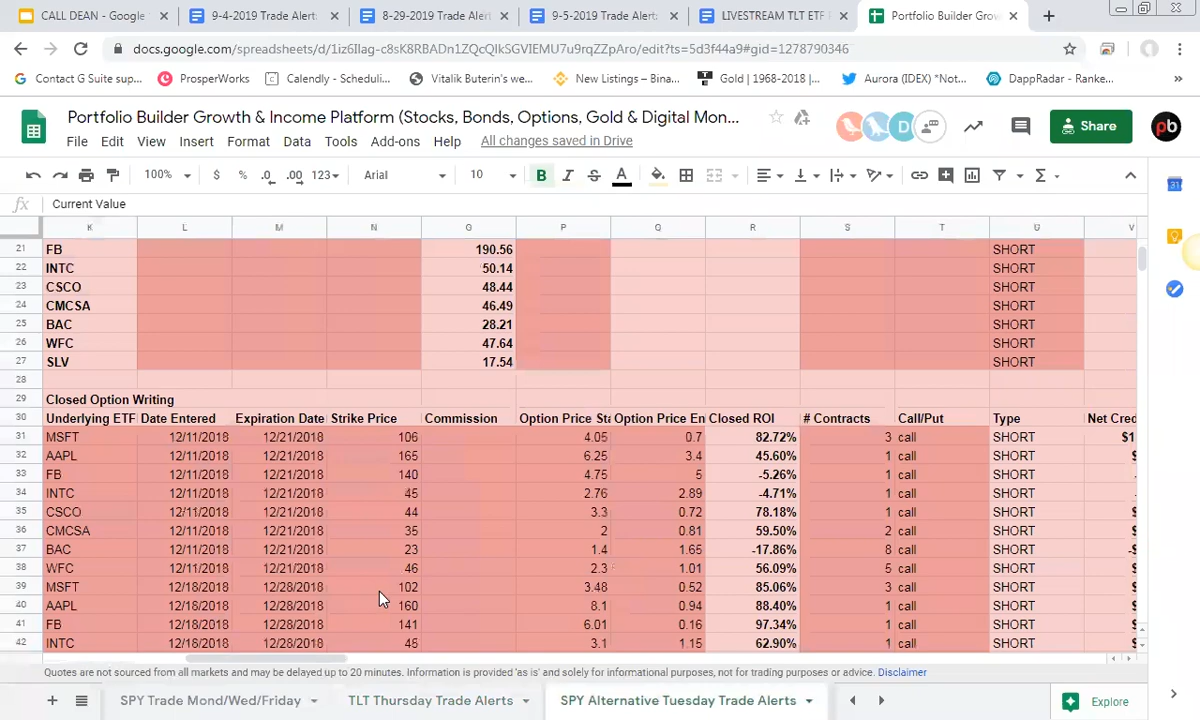 CALL DEAN - Google
9-4-2019 Trade Alert
8-29-2019 Trade Aler
9-5-2019 Trade Alert
LIVESTREAM TLT ETF
Portfolio Builder Grow
docs.google.com/spreadsheets/d/1iz6Ilag-c8sK8RBADn1ZQcQlkSGVIEMU7u9rqZZpAro/edit?ts=5d3f44a9#gid=1278790346
Contact G Suite sup...
ProsperWorks
Calendly - Scheduli...
Vitalik Buterin's we...
New Listings – Bina...
Gold | 1968-2018 |...
Aurora (IDEX) *Not...
DappRadar - Ranke...
»
Portfolio Builder Growth & Income Platform (Stocks, Bonds, Options, Gold & Digital Mon...
File Edit View Insert Format Data Tools Add-ons Help All changes saved in Drive
D
Share
pb
100% $ % .0 .00 123 Arial 10 B I S A
31
fx Current Value
K L M N O P Q R S T U V
21 FB 190.56 SHORT
22 INTC 50.14 SHORT
23 CSCO 48.44 SHORT
24 CMCSA 46.49 SHORT
25 BAC 28.21 SHORT
26 WFC 47.64 SHORT
27 SLV 17.54 SHORT
28
29 Closed Option Writing
30 Underlying ETF Date Entered Expiration Date Strike Price Commission Option Price Sta Option Price En Closed ROI # Contracts Call/Put Type Net Cred
31 MSFT 12/11/2018 12/21/2018 106 4.05 0.7 82.72% 3 call SHORT $1
32 AAPL 12/11/2018 12/21/2018 165 6.25 3.4 45.60% 1 call SHORT $
33 FB 12/11/2018 12/21/2018 140 4.75 5 -5.26% 1 call SHORT -
34 INTC 12/11/2018 12/21/2018 45 2.76 2.89 -4.71% 1 call SHORT -
35 CSCO 12/11/2018 12/21/2018 44 3.3 0.72 78.18% 1 call SHORT $
36 CMCSA 12/11/2018 12/21/2018 35 2 0.81 59.50% 2 call SHORT $
37 BAC 12/11/2018 12/21/2018 23 1.4 1.65 -17.86% 8 call SHORT -$
38 WFC 12/11/2018 12/21/2018 46 2.3 1.01 56.09% 5 call SHORT $
39 MSFT 12/18/2018 12/28/2018 102 3.48 0.52 85.06% 3 call SHORT $
40 AAPL 12/18/2018 12/28/2018 160 8.1 0.94 88.40% 1 call SHORT $
41 FB 12/18/2018 12/28/2018 141 6.01 0.16 97.34% 1 call SHORT $
42 INTC 12/18/2018 12/28/2018 45 3.1 1.15 62.90% 1 call SHORT $
Quotes are not sourced from all markets and may be delayed up to 20 minutes. Information is provided 'as is' and solely for informational purposes, not for trading purposes or advice. Disclaimer
SPY Trade Mond/Wed/Friday
TLT Thursday Trade Alerts
SPY Alternative Tuesday Trade Alerts
Explore